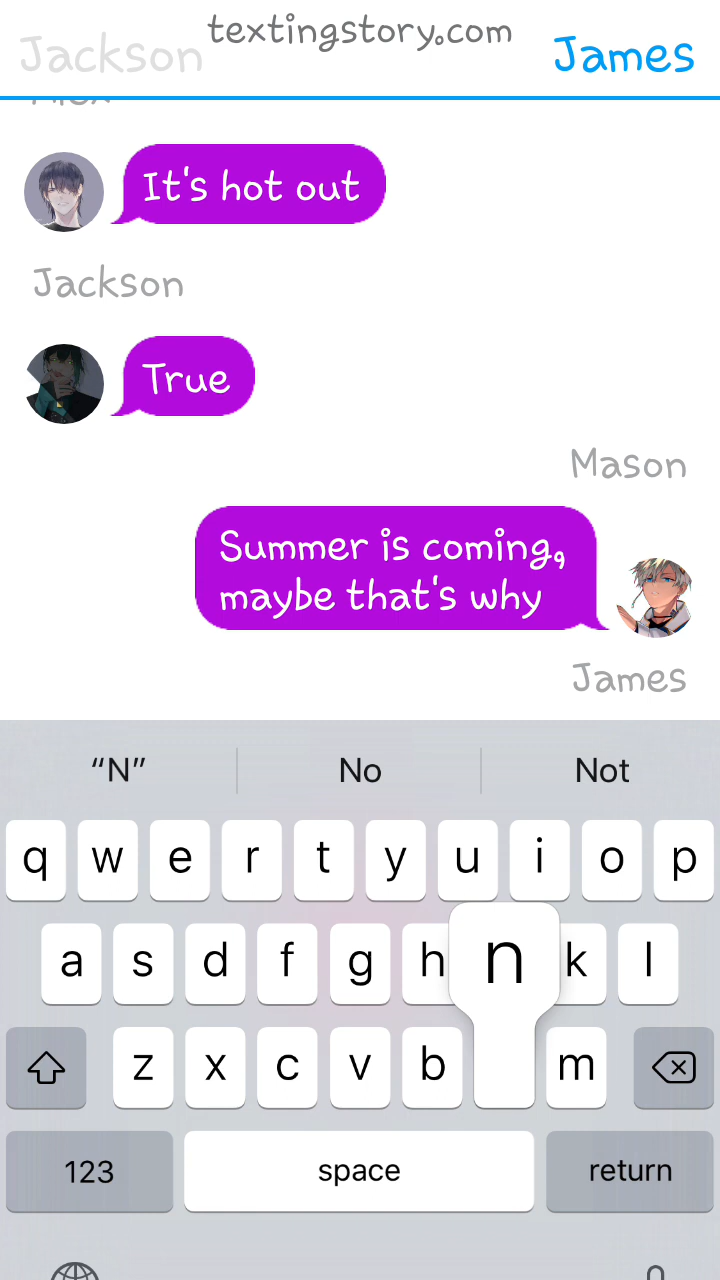 textingstory.com
Jackson
James
Alex
It's hot out
Jackson
True
Mason
Summer is coming,
maybe that's why
James
“N”
No
Not
q w e r t y u i o p
a s d f g h n k l
z x c v b m
123 space return